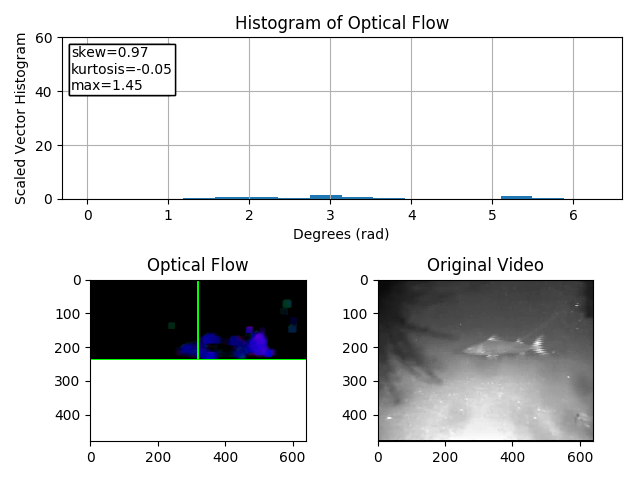 Histogram of Optical Flow
Scaled Vector Histogram
60
40
20
0
skew=0.97
kurtosis=-0.05
max=1.45
0 1 2 3 4 5 6
Degrees (rad)
Optical Flow
0
100
200
300
400
0 200 400 600
Original Video
0
100
200
300
400
0 200 400 600